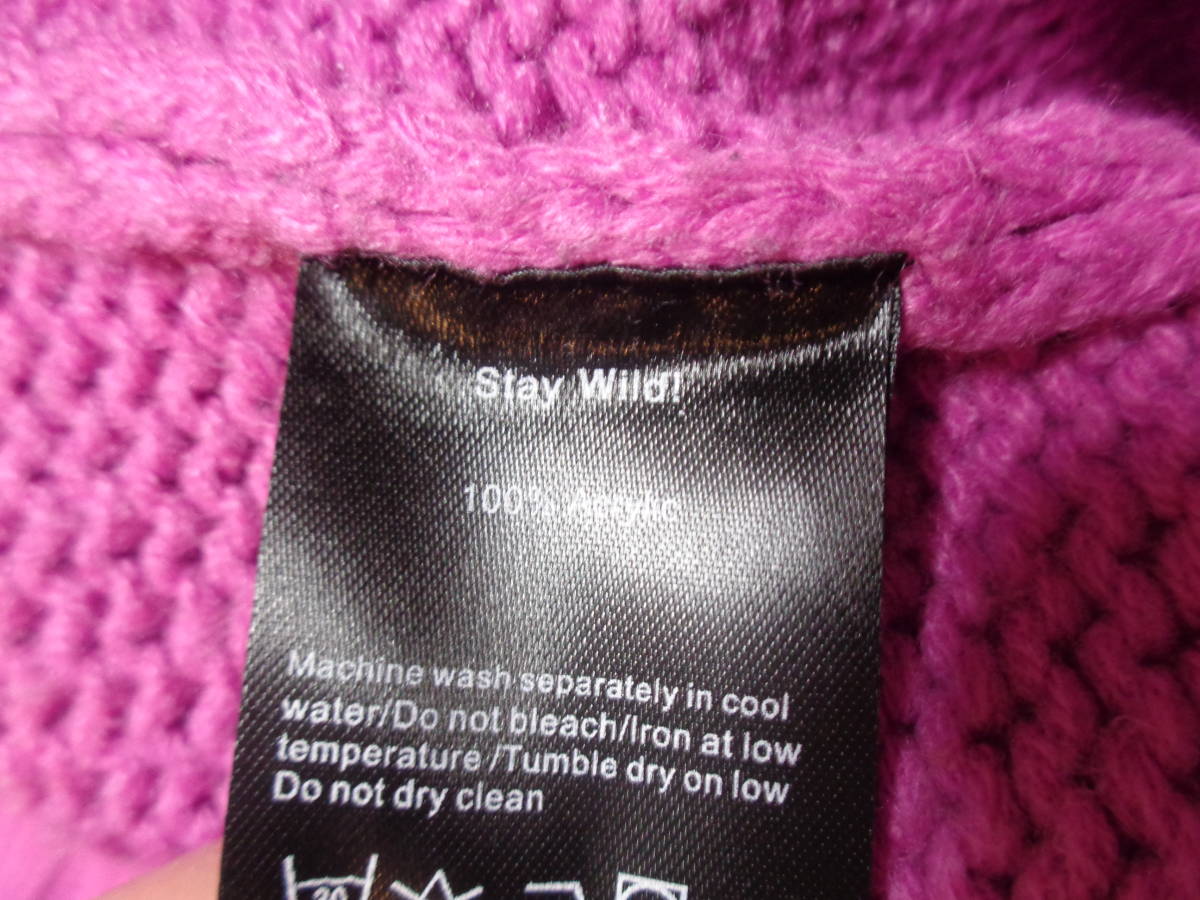 Stay Wild!
100% Acrylic
Machine wash separately in cool
water/Do not bleach/Iron at low
temperature /Tumble dry on low
Do not dry clean
30